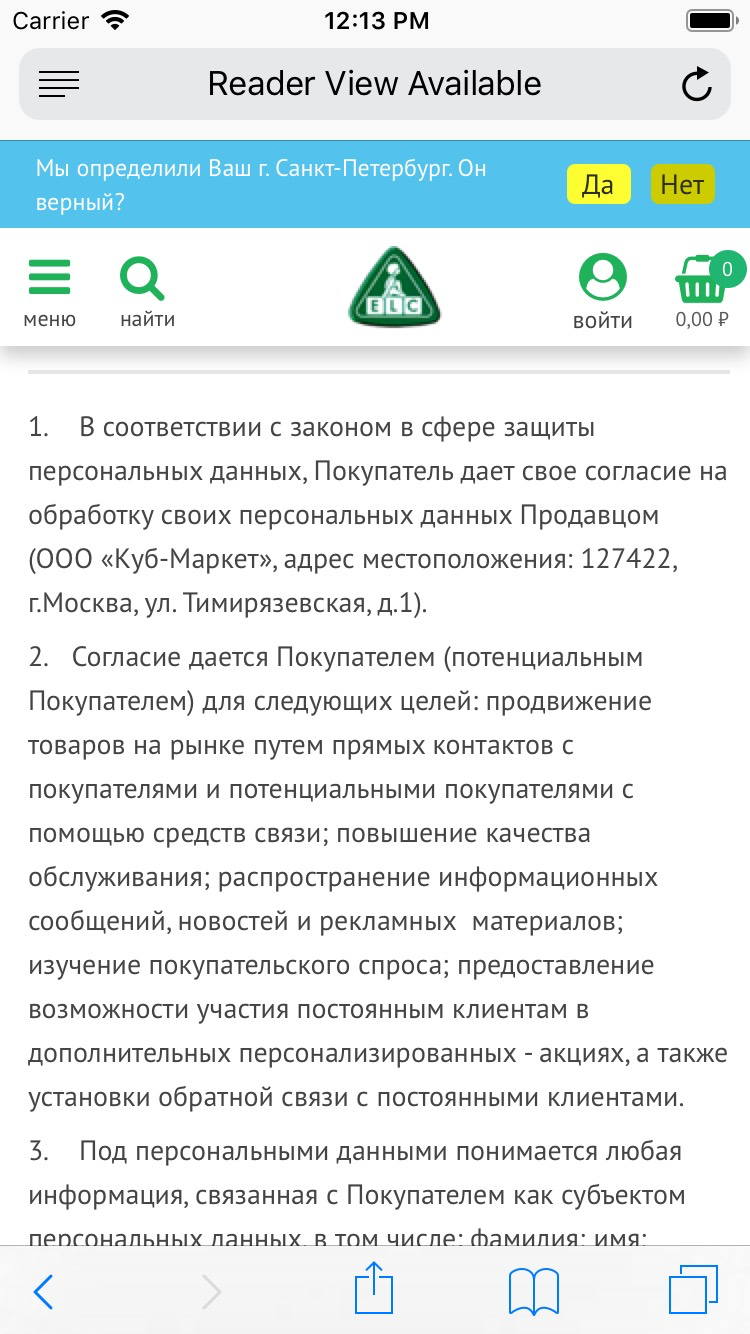 Carrier 12:13 PM
Reader View Available
Мы определили Ваш г. Санкт-Петербург. Он
верный?
Да Нет
0
ELC
меню найти войти 0,00 ₽
1. В соответствии с законом в сфере защиты
персональных данных, Покупатель дает свое согласие на
обработку своих персональных данных Продавцом
(ООО «Куб-Маркет», адрес местоположения: 127422,
г.Москва, ул. Тимирязевская, д.1).
2. Согласие дается Покупателем (потенциальным
Покупателем) для следующих целей: продвижение
товаров на рынке путем прямых контактов с
покупателями и потенциальными покупателями с
помощью средств связи; повышение качества
обслуживания; распространение информационных
сообщений, новостей и рекламных  материалов;
изучение покупательского спроса; предоставление
возможности участия постоянным клиентам в
дополнительных персонализированных - акциях, а также
установки обратной связи с постоянными клиентами.
3. Под персональными данными понимается любая
информация, связанная с Покупателем как субъектом
персональных данных, в том числе: фамилия; имя;